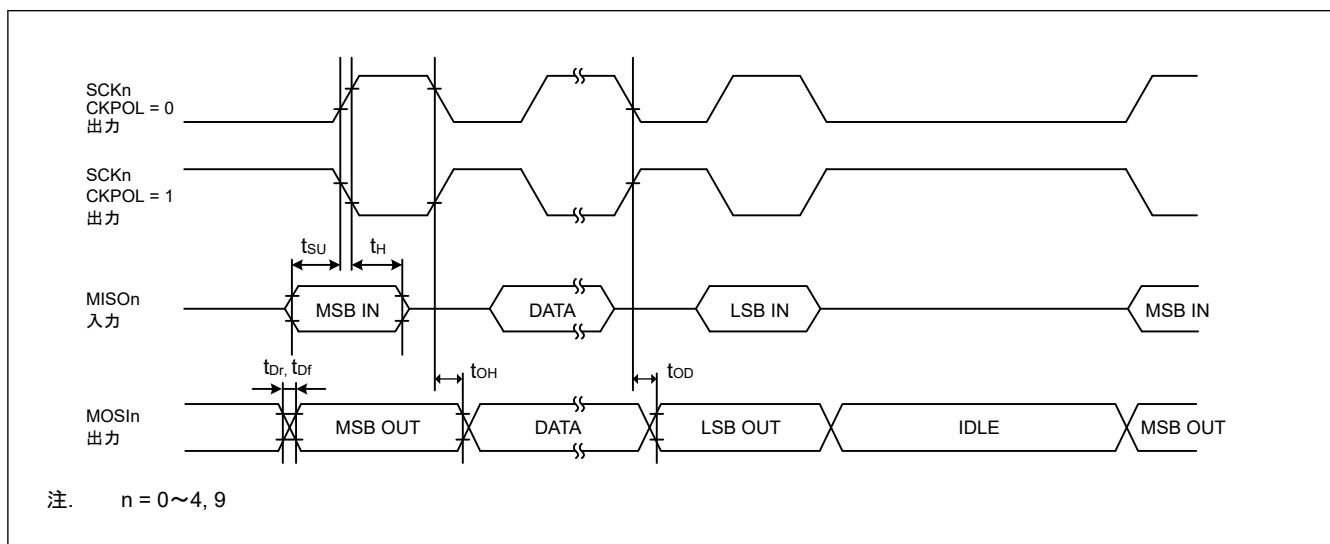 SCKn
CKPOL = 0
出力
SCKn
CKPOL = 1
出力
tSU
tH
MISOn
入力
MSB IN
DATA
LSB IN
MSB IN
tDr, tDf
tOH
tOD
MOSIn
出力
MSB OUT
DATA
LSB OUT
IDLE
MSB OUT
注. n = 0～4, 9